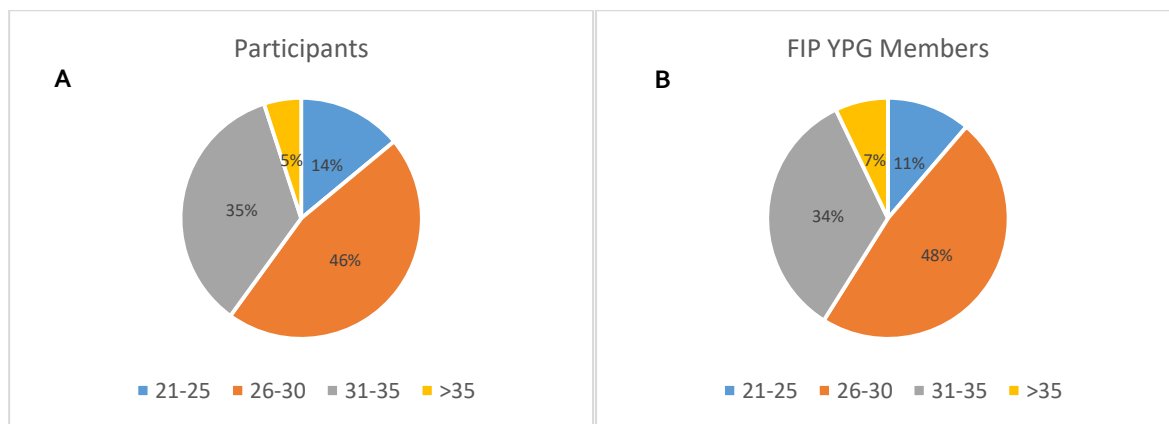 Participants
A
5%
14%
35%
46%
21-25 26-30 31-35 >35
FIP YPG Members
B
7%
11%
34%
48%
21-25 26-30 31-35 >35